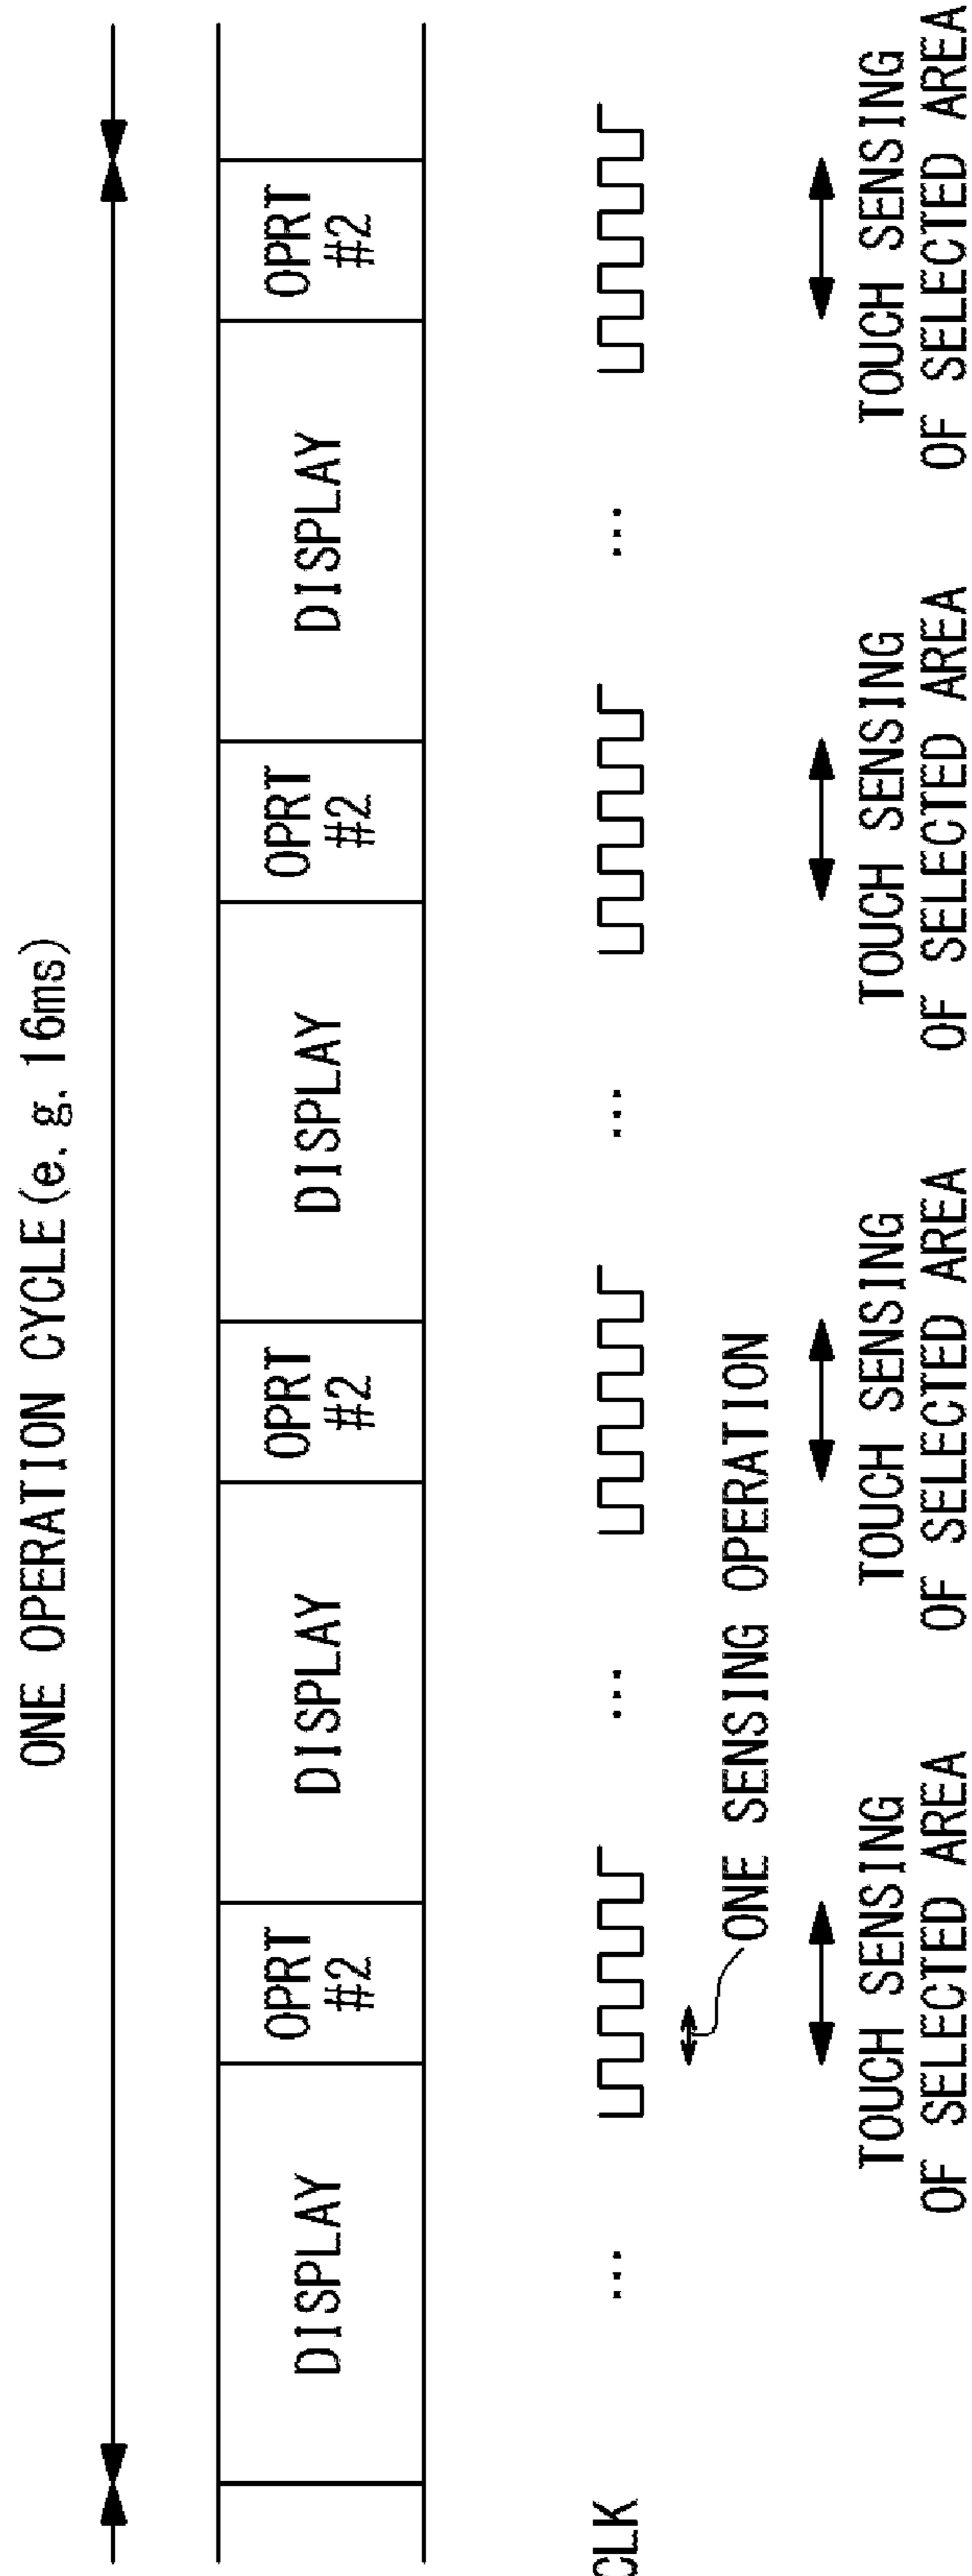 ONE OPERATION CYCLE(e.g. 16ms)
DISPLAY
OPRT
#2
DISPLAY
OPRT
#2
DISPLAY
OPRT
#2
DISPLAY
OPRT
#2
CLK
...
...
...
...
ONE SENSING OPERATION
TOUCH SENSING
OF SELECTED AREA
TOUCH SENSING
OF SELECTED AREA
TOUCH SENSING
OF SELECTED AREA
TOUCH SENSING
OF SELECTED AREA